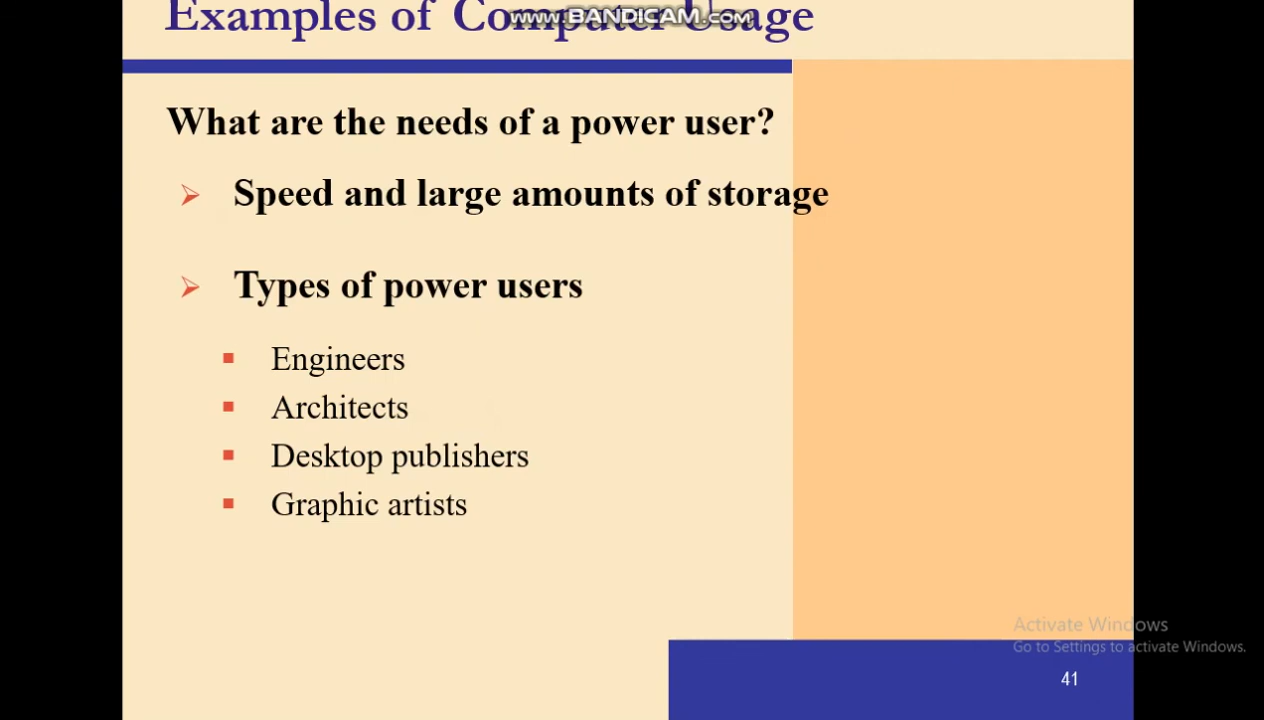 Examples of Computer Usage
www.BANDICAM.com
What are the needs of a power user?
Speed and large amounts of storage
Types of power users
Engineers
Architects
Desktop publishers
Graphic artists
Activate Windows
Go to Settings to activate Windows.
41